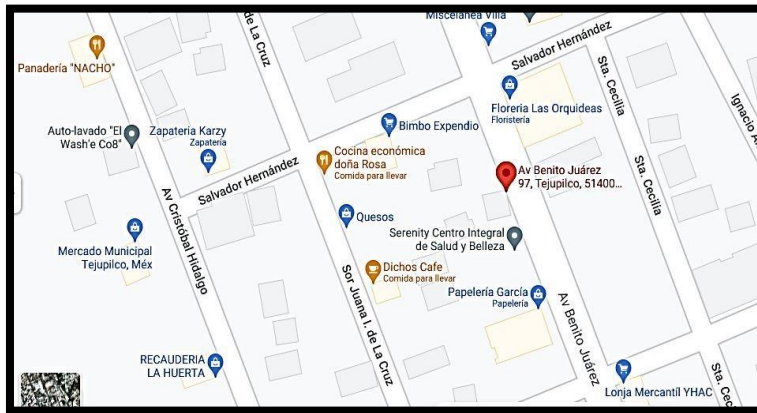 Miscelánea Villa
Salvador Hernández
de La Cruz
Panadería "NACHO"
Sta. Cecilia
Ignacio A
Floreria Las Orquideas
Floristería
Auto-lavado "El
Wash'e Co8"
Zapateria Karzy
Zapatería
Bimbo Expendio
Cocina económica
doña Rosa
Comida para llevar
Av Benito Juárez
97, Tejupilco, 51400...
Salvador Hernández
Sta. Cecilia
Quesos
Av Cristóbal Hidalgo
Serenity Centro Integral
de Salud y Belleza
Mercado Municipal
Tejupilco, Méx
Dichos Cafe
Comida para llevar
Sor Juana I. de La Cruz
Papelería García
Papelería
Av Benito Juárez
RECAUDERIA
LA HUERTA
Sta. Cecilia
Lonja Mercantíl YHAC